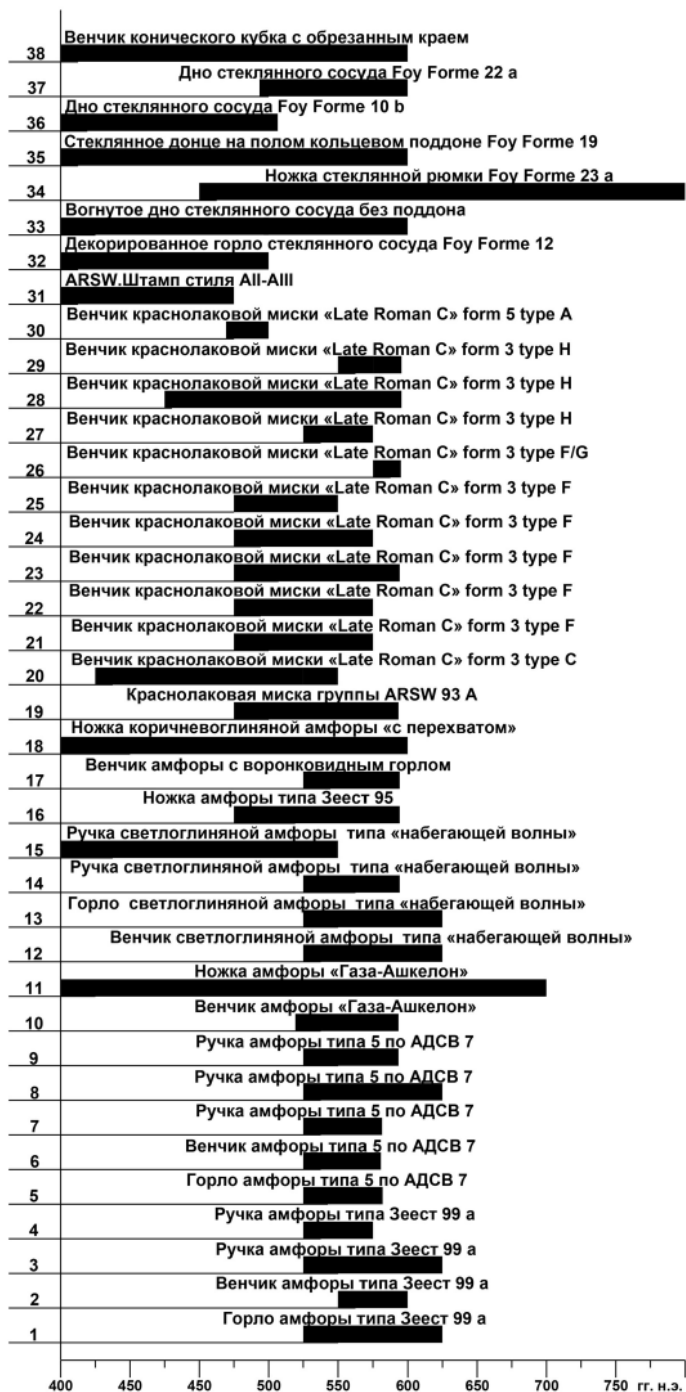 Венчик конического кубка с обрезанным краем
38
Дно стеклянного сосуда Foy Forme 22 a
37
Дно стеклянного сосуда Foy Forme 10 b
36
Стеклянное донце на полом кольцевом поддоне Foy Forme 19
35
Ножка стеклянной рюмки Foy Forme 23 a
34
Вогнутое дно стеклянного сосуда без поддона
33
Декорированное горло стеклянного сосуда Foy Forme 12
32
ARSW.Штамп стиля AII-AIII
31
Венчик краснолаковой миски «Late Roman C» form 5 type A
30
Венчик краснолаковой миски «Late Roman C» form 3 type H
29
Венчик краснолаковой миски «Late Roman C» form 3 type H
28
Венчик краснолаковой миски «Late Roman C» form 3 type H
27
Венчик краснолаковой миски «Late Roman C» form 3 type F/G
26
Венчик краснолаковой миски «Late Roman C» form 3 type F
25
Венчик краснолаковой миски «Late Roman C» form 3 type F
24
Венчик краснолаковой миски «Late Roman C» form 3 type F
23
Венчик краснолаковой миски «Late Roman C» form 3 type F
22
Венчик краснолаковой миски «Late Roman C» form 3 type F
21
Венчик краснолаковой миски «Late Roman C» form 3 type C
20
Краснолаковая миска группы ARSW 93 A
19
Ножка коричневоглиняной амфоры «с перехватом»
18
Венчик амфоры с воронковидным горлом
17
Ножка амфоры типа Зеест 95
16
Ручка светлоглиняной амфоры типа «набегающей волны»
15
Ручка светлоглиняной амфоры типа «набегающей волны»
14
Горло светлоглиняной амфоры типа «набегающей волны»
13
Венчик светлоглиняной амфоры типа «набегающей волны»
12
Ножка амфоры «Газа-Ашкелон»
11
Венчик амфоры «Газа-Ашкелон»
10
Ручка амфоры типа 5 по АДСВ 7
9
Ручка амфоры типа 5 по АДСВ 7
8
Ручка амфоры типа 5 по АДСВ 7
7
Венчик амфоры типа 5 по АДСВ 7
6
Горло амфоры типа 5 по АДСВ 7
5
Ручка амфоры типа Зеест 99 а
4
Ручка амфоры типа Зеест 99 а
3
Венчик амфоры типа Зеест 99 а
2
Горло амфоры типа Зеест 99 а
1
400 450 500 550 600 650 700 750 гг. н.э.